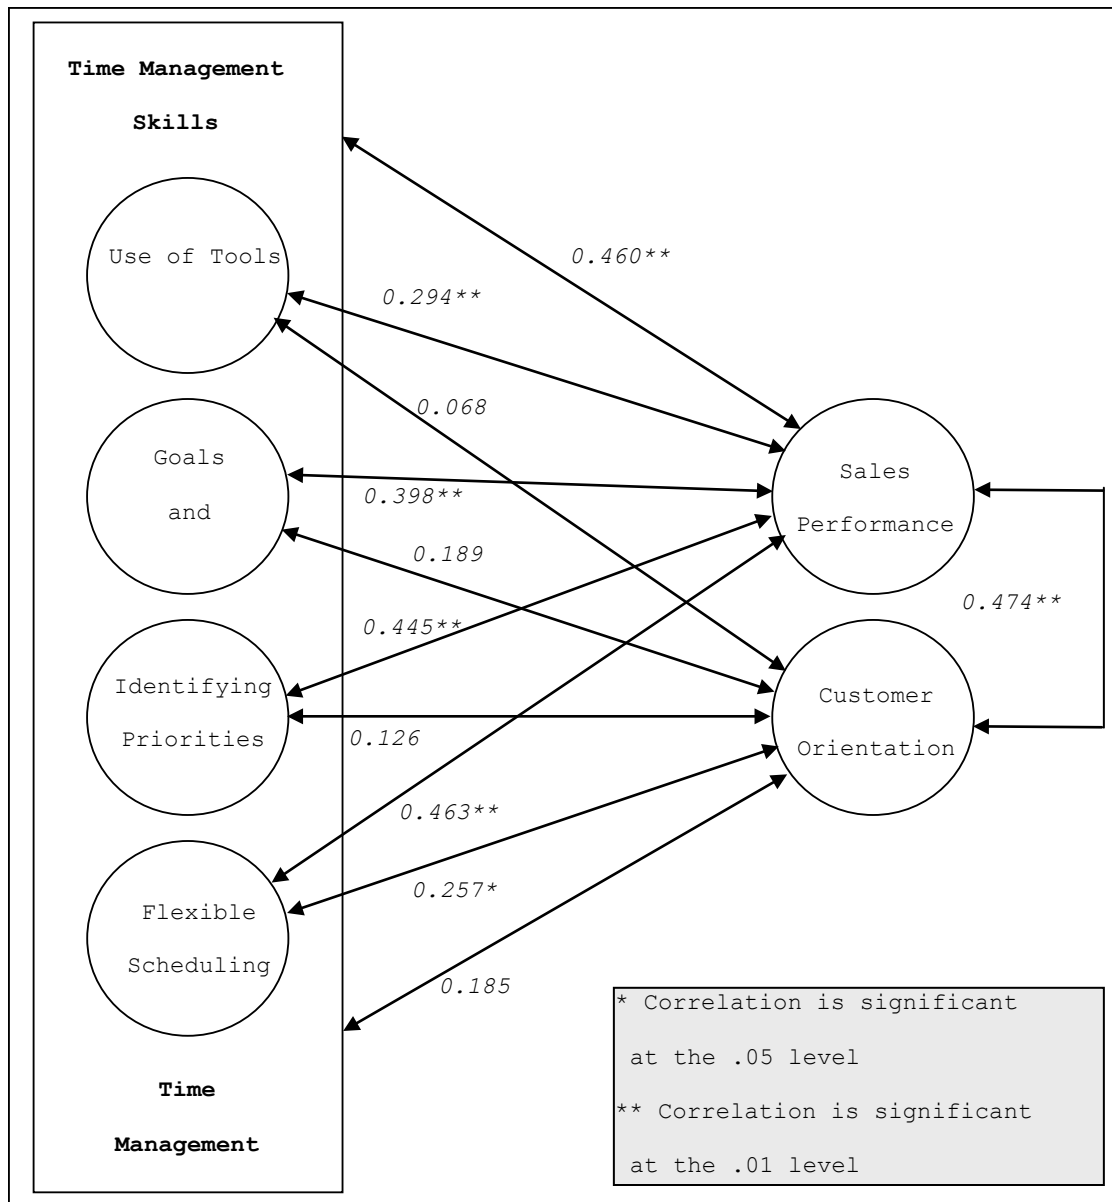 Time Management
Skills
0.460**
Use of Tools
0.294**
0.068
Goals
and
0.398**
Sales
Performance
0.189
0.474**
0.445**
Identifying
Priorities
0.126
Customer
Orientation
0.463**
0.257*
Flexible
Scheduling
0.185
* Correlation is significant
at the .05 level
** Correlation is significant
at the .01 level
Time
Management